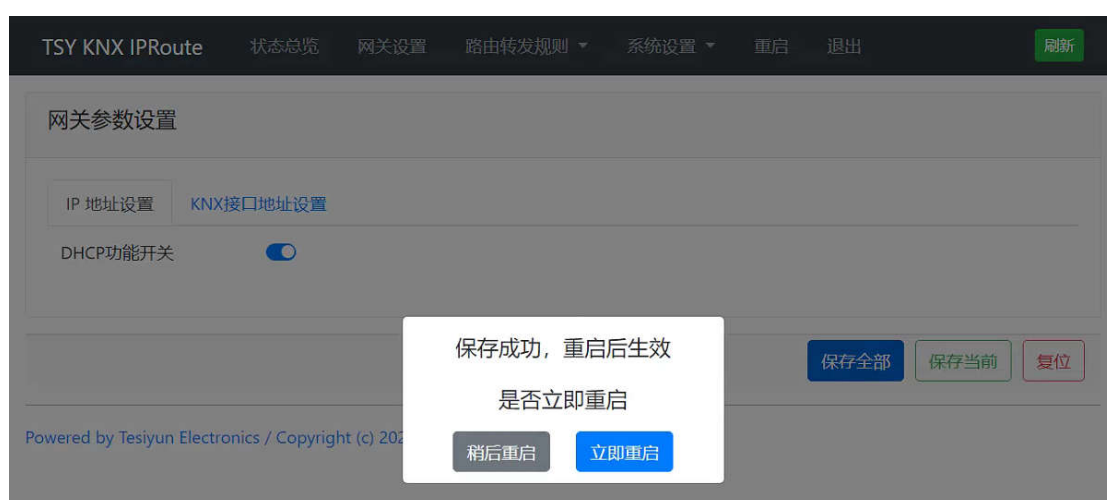 TSY KNX IPRoute 状态总览 网关设置 路由转发规则 系统设置 重启 退出 刷新
网关参数设置
IP 地址设置 KNX接口地址设置
DHCP功能开关
保存成功，重启后生效
是否立即重启
稍后重启 立即重启
保存全部 保存当前 复位
Powered by Tesiyun Electronics / Copyright (c) 202